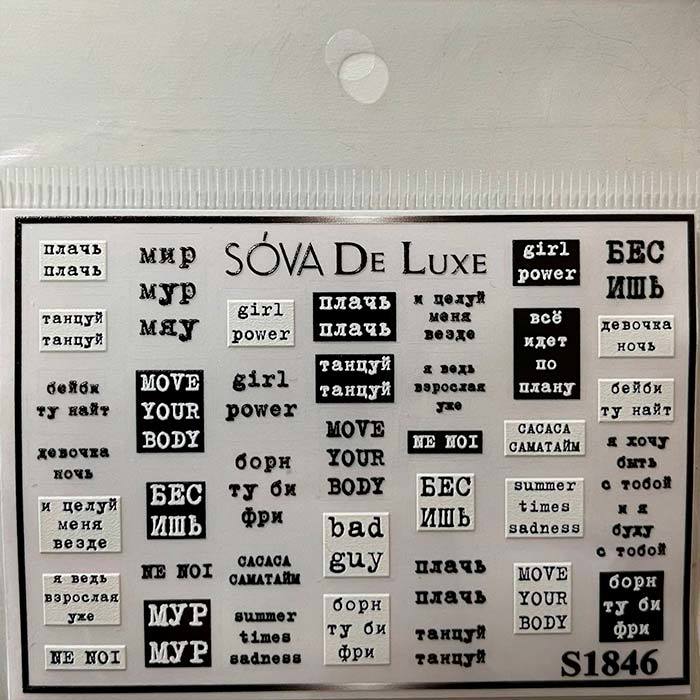 SÓVA DE LUXE
плачь
плачь
танцуй
танцуй
бейби
ту найт
девочка
ночь
и целуй
меня
везде
я ведь
взрослая
уже
NE NOI
мир
мур
мяу
MOVE
YOUR
BODY
БЕС
ИШЬ
NE NOI
МУР
МУР
girl
power
girl
power
борн
ту би
фри
САСАСА
САМАТАЙМ
summer
times
sadness
плачь
плачь
танцуй
танцуй
MOVE
YOUR
BODY
bad
guy
борн
ту би
фри
и целуй
меня
везде
я ведь
взрослая
уже
NE NOI
БЕС
ИШЬ
плачь
плачь
танцуй
танцуй
girl
power
всё
идет
по
плану
САСАСА
САМАТАЙМ
summer
times
sadness
MOVE
YOUR
BODY
БЕС
ИШЬ
девочка
ночь
бейби
ту найт
я хочу
быть
с тобой
и я
буду
с тобой
борн
ту би
фри
S1846